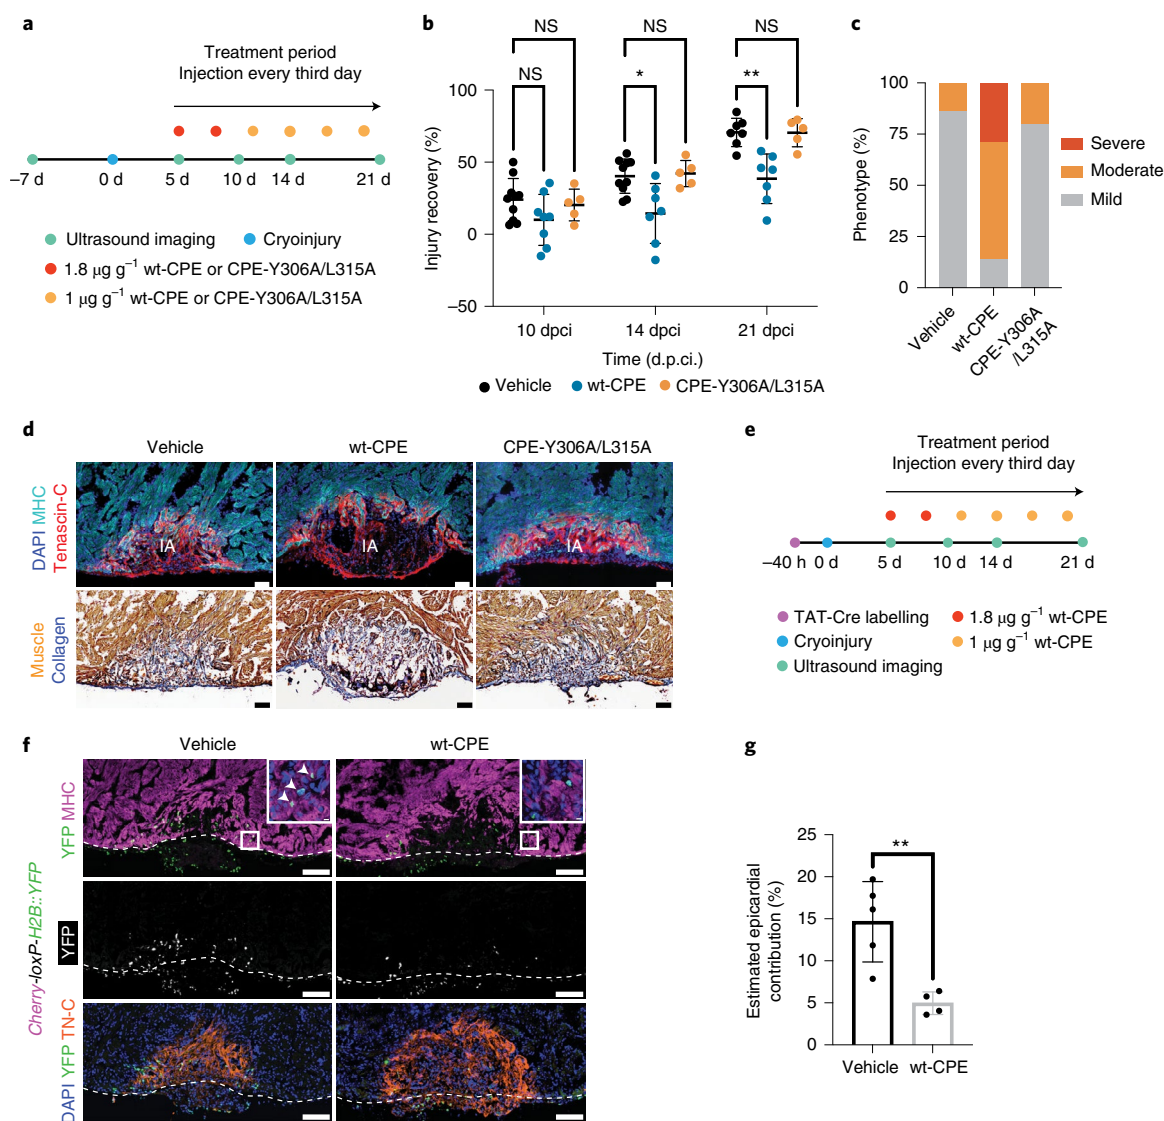 a
Treatment period
Injection every third day
–7 d 0 d 5 d 10 d 14 d 21 d
Ultrasound imaging Cryoinjury
1.8 μg g⁻¹ wt-CPE or CPE-Y306A/L315A
1 μg g⁻¹ wt-CPE or CPE-Y306A/L315A
b
NS NS NS
NS * **
Injury recovery (%)
100
50
0
–50
10 dpci 14 dpci 21 dpci
Time (d.p.ci.)
Vehicle wt-CPE CPE-Y306A/L315A
c
Phenotype (%)
100
75
50
25
0
Vehicle
wt-CPE
CPE-Y306A
/L315A
Severe
Moderate
Mild
d
Vehicle wt-CPE CPE-Y306A/L315A
DAPI MHC
Tenascin-C
IA IA IA
Muscle
Collagen
e
Treatment period
Injection every third day
–40 h 0 d 5 d 10 d 14 d 21 d
TAT-Cre labelling 1.8 μg g⁻¹ wt-CPE
Cryoinjury 1 μg g⁻¹ wt-CPE
Ultrasound imaging
f
Vehicle wt-CPE
Cherry-loxP-H2B::YFP
YFP MHC
YFP
DAPI YFP TN-C
g
Estimated epicardial
contribution (%)
25
20
15
10
5
0
**
Vehicle wt-CPE